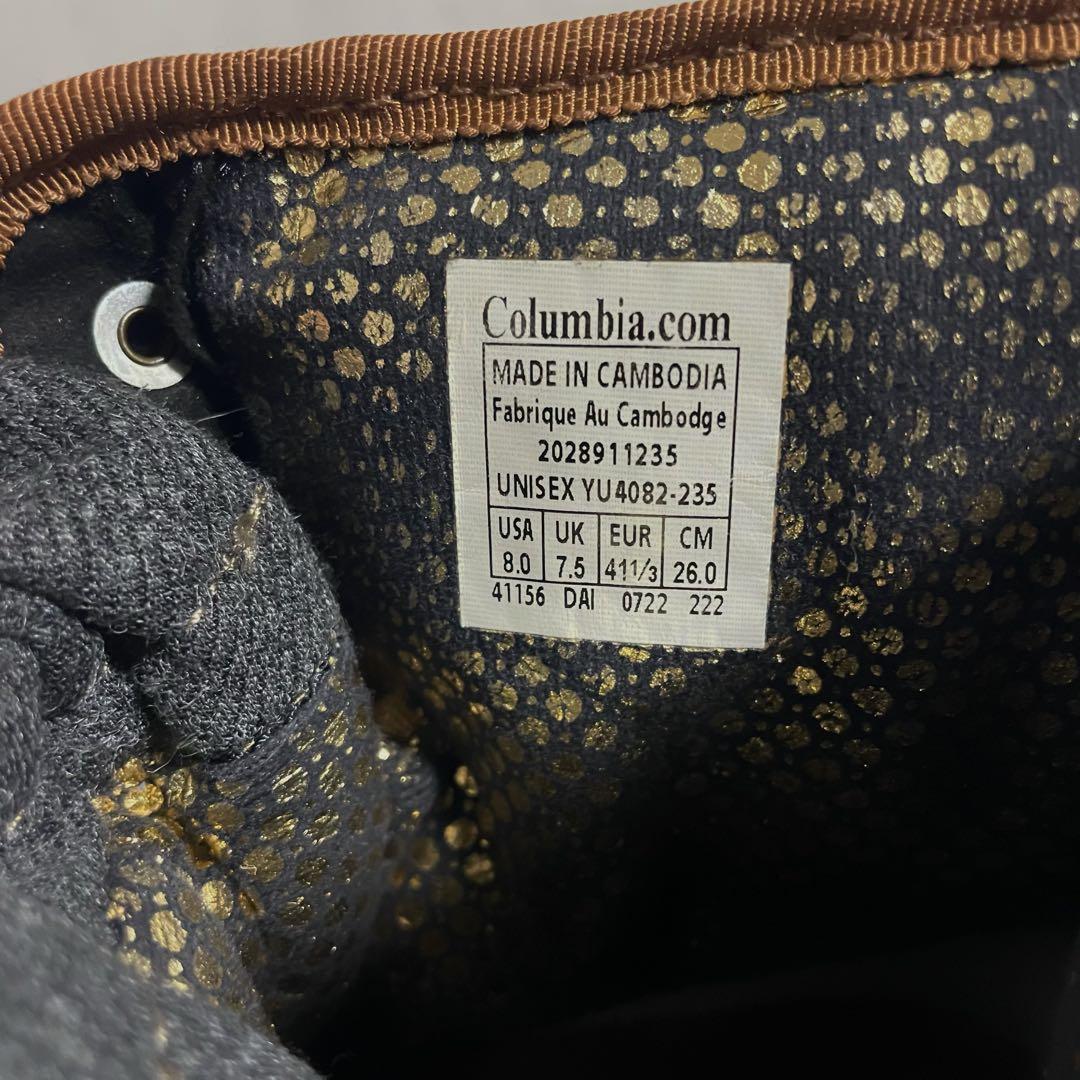 Columbia.com
MADE IN CAMBODIA
Fabrique Au Cambodge
2028911235
UNISEX YU4082-235
USA UK EUR CM
8.0 7.5 411/3 26.0
41156 DAI 0722 222